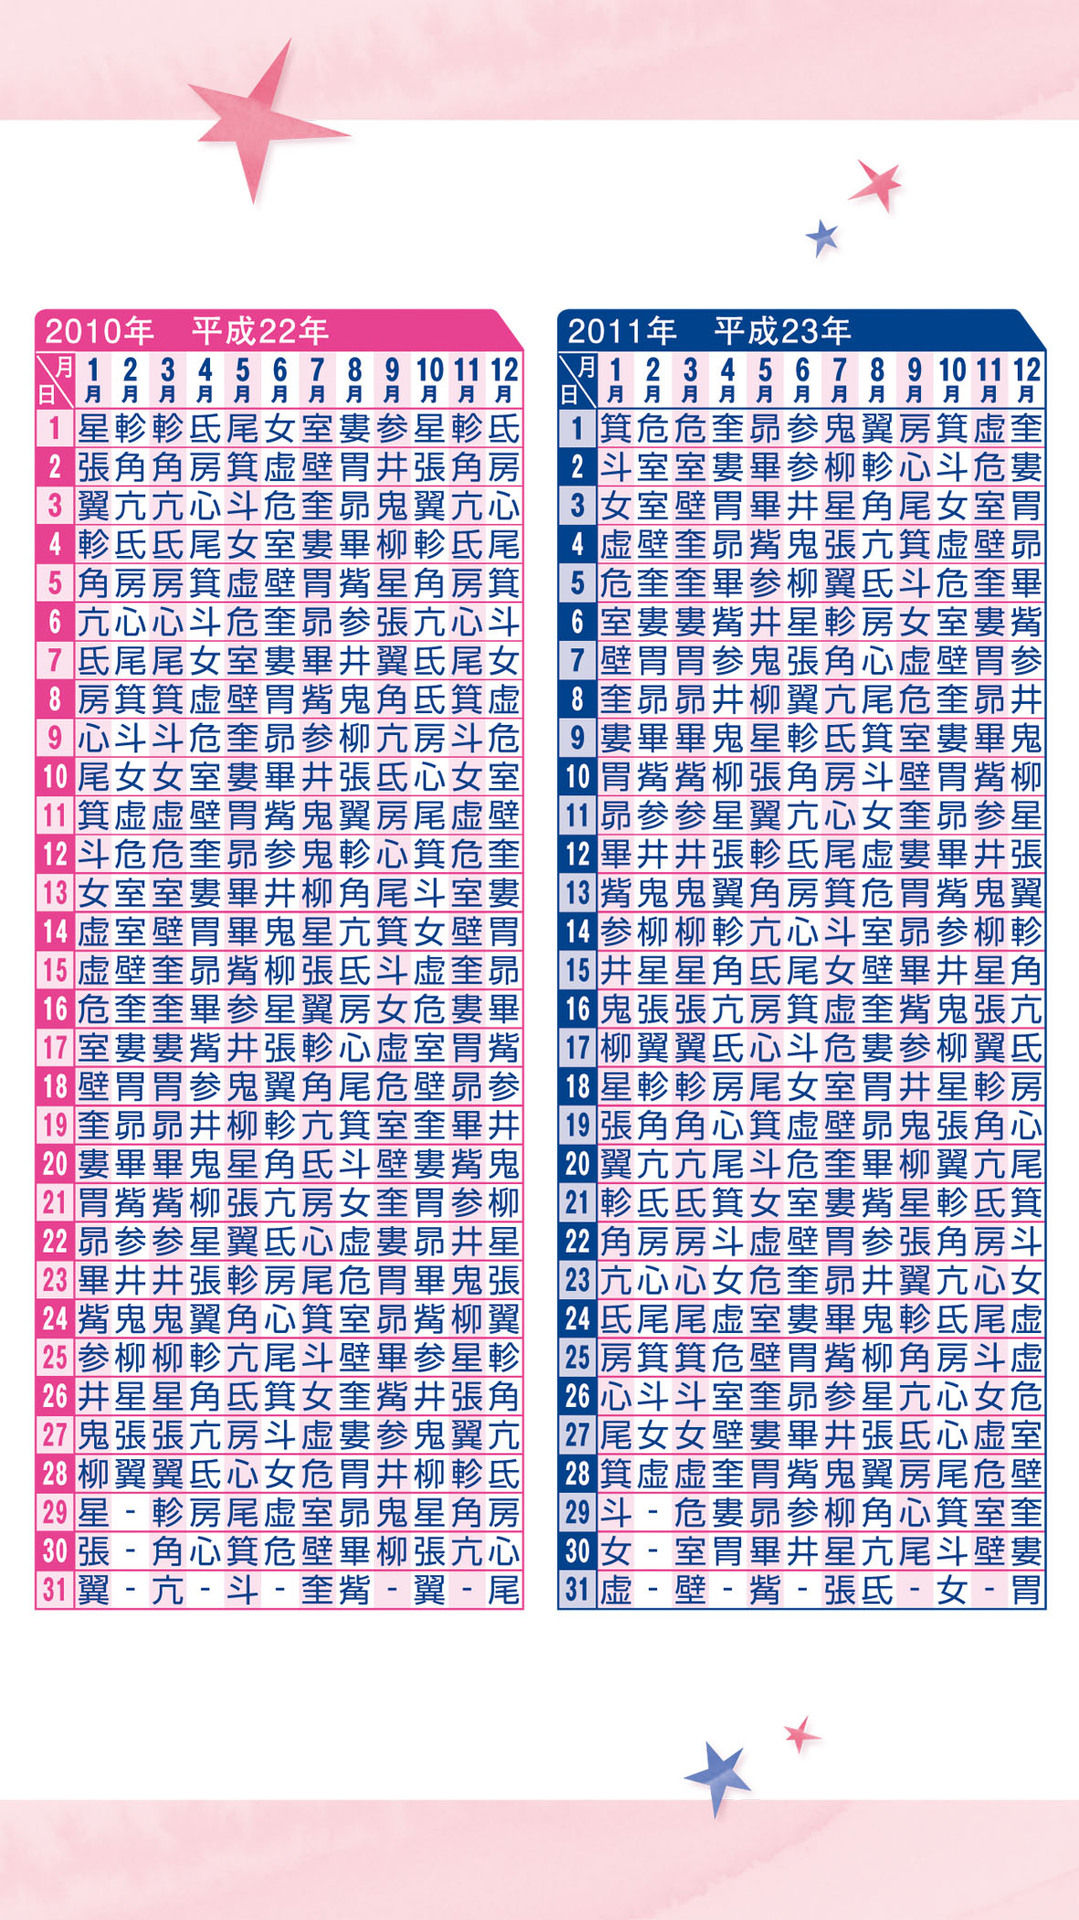 2010年 平成22年
月 1月 2月 3月 4月 5月 6月 7月 8月 9月 10月 11月 12月
日
1 星 軫 軫 氐 尾 女 室 婁 参 星 軫 氐
2 張 角 角 房 箕 虚 壁 胃 井 張 角 房
3 翼 亢 亢 心 斗 危 奎 昴 鬼 翼 亢 心
4 軫 氐 氐 尾 女 室 婁 畢 柳 軫 氐 尾
5 角 房 房 箕 虚 壁 胃 觜 星 角 房 箕
6 亢 心 心 斗 危 奎 昴 参 張 亢 心 斗
7 氐 尾 尾 女 室 婁 畢 井 翼 氐 尾 女
8 房 箕 箕 虚 壁 胃 觜 鬼 角 氐 箕 虚
9 心 斗 斗 危 奎 昴 参 柳 亢 房 斗 危
10 尾 女 女 室 婁 畢 井 張 氐 心 女 室
11 箕 虚 虚 壁 胃 觜 鬼 翼 房 尾 虚 壁
12 斗 危 危 奎 昴 参 鬼 軫 心 箕 危 奎
13 女 室 室 婁 畢 井 柳 角 尾 斗 室 婁
14 虚 室 壁 胃 畢 鬼 星 亢 箕 女 壁 胃
15 虚 壁 奎 昴 觜 柳 張 氐 斗 虚 奎 昴
16 危 奎 奎 畢 参 星 翼 房 女 危 婁 畢
17 室 婁 婁 觜 井 張 軫 心 虚 室 胃 觜
18 壁 胃 胃 参 鬼 翼 角 尾 危 壁 昴 参
19 奎 昴 昴 井 柳 軫 亢 箕 室 奎 畢 井
20 婁 畢 畢 鬼 星 角 氐 斗 壁 婁 觜 鬼
21 胃 觜 觜 柳 張 亢 房 女 奎 胃 参 柳
22 昴 参 参 星 翼 氐 心 虚 婁 昴 井 星
23 畢 井 井 張 軫 房 尾 危 胃 畢 鬼 張
24 觜 鬼 鬼 翼 角 心 箕 室 昴 觜 柳 翼
25 参 柳 柳 軫 亢 尾 斗 壁 畢 参 星 軫
26 井 星 星 角 氐 箕 女 奎 觜 井 張 角
27 鬼 張 張 亢 房 斗 虚 婁 参 鬼 翼 亢
28 柳 翼 翼 氐 心 女 危 胃 井 柳 軫 氐
29 星 - 軫 房 尾 虚 室 昴 鬼 星 角 房
30 張 - 角 心 箕 危 壁 畢 柳 張 亢 心
31 翼 - 亢 - 斗 - 奎 觜 - 翼 - 尾
2011年 平成23年
月 1月 2月 3月 4月 5月 6月 7月 8月 9月 10月 11月 12月
日
1 箕 危 危 奎 昴 参 鬼 翼 房 箕 虚 奎
2 斗 室 室 婁 畢 参 柳 軫 心 斗 危 婁
3 女 室 壁 胃 畢 井 星 角 尾 女 室 胃
4 虚 壁 奎 昴 觜 鬼 張 亢 箕 虚 壁 昴
5 危 奎 奎 畢 参 柳 翼 氐 斗 危 奎 畢
6 室 婁 婁 觜 井 星 軫 房 女 室 婁 觜
7 壁 胃 胃 参 鬼 張 角 心 虚 壁 胃 参
8 奎 昴 昴 井 柳 翼 亢 尾 危 奎 昴 井
9 婁 畢 畢 鬼 星 軫 氐 箕 室 婁 畢 鬼
10 胃 觜 觜 柳 張 角 房 斗 壁 胃 觜 柳
11 昴 参 参 星 翼 亢 心 女 奎 昴 参 星
12 畢 井 井 張 軫 氐 尾 虚 婁 畢 井 張
13 觜 鬼 鬼 翼 角 房 箕 危 胃 觜 鬼 翼
14 参 柳 柳 軫 亢 心 斗 室 昴 参 柳 軫
15 井 星 星 角 氐 尾 女 壁 畢 井 星 角
16 鬼 張 張 亢 房 箕 虚 奎 觜 鬼 張 亢
17 柳 翼 翼 氐 心 斗 危 婁 参 柳 翼 氐
18 星 軫 軫 房 尾 女 室 胃 井 星 軫 房
19 張 角 角 心 箕 虚 壁 昴 鬼 張 角 心
20 翼 亢 亢 尾 斗 危 奎 畢 柳 翼 亢 尾
21 軫 氐 氐 箕 女 室 婁 觜 星 軫 氐 箕
22 角 房 房 斗 虚 壁 胃 参 張 角 房 斗
23 亢 心 心 女 危 奎 昴 井 翼 亢 心 女
24 氐 尾 尾 虚 室 婁 畢 鬼 軫 氐 尾 虚
25 房 箕 箕 危 壁 胃 觜 柳 角 房 斗 虚
26 心 斗 斗 室 奎 昴 参 星 亢 心 女 危
27 尾 女 女 壁 婁 畢 井 張 氐 心 虚 室
28 箕 虚 虚 奎 胃 觜 鬼 翼 房 尾 危 壁
29 斗 - 危 婁 昴 参 柳 角 心 箕 室 奎
30 女 - 室 胃 畢 井 星 亢 尾 斗 壁 婁
31 虚 - 壁 - 觜 - 張 氐 - 女 - 胃